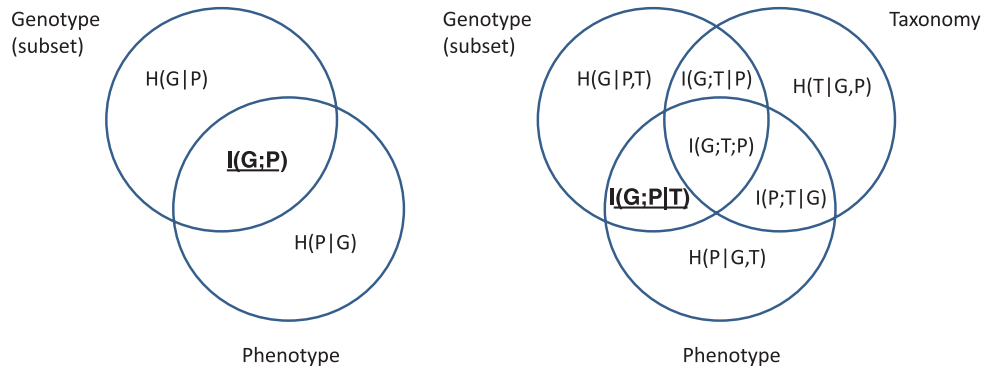 Genotype
(subset)
H(G|P)
I(G;P)
H(P|G)
Phenotype
Genotype
(subset)
Taxonomy
H(G|P,T)
I(G;T|P)
H(T|G,P)
I(G;T;P)
I(G;P|T)
I(P;T|G)
H(P|G,T)
Phenotype